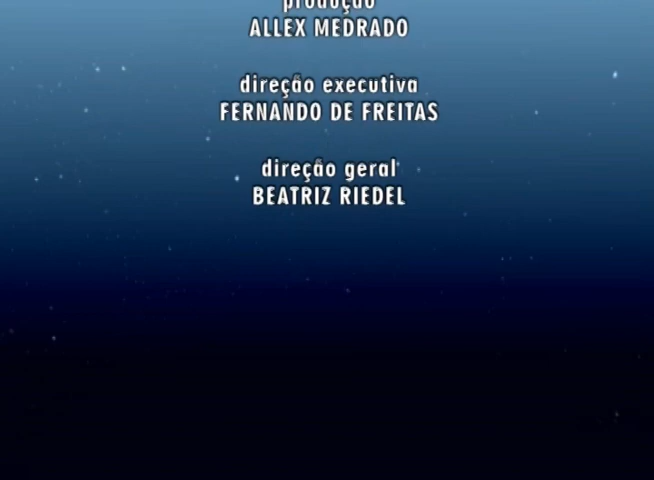 produção
ALLEX MEDRADO
direção executiva
FERNANDO DE FREITAS
direção geral
BEATRIZ RIEDEL